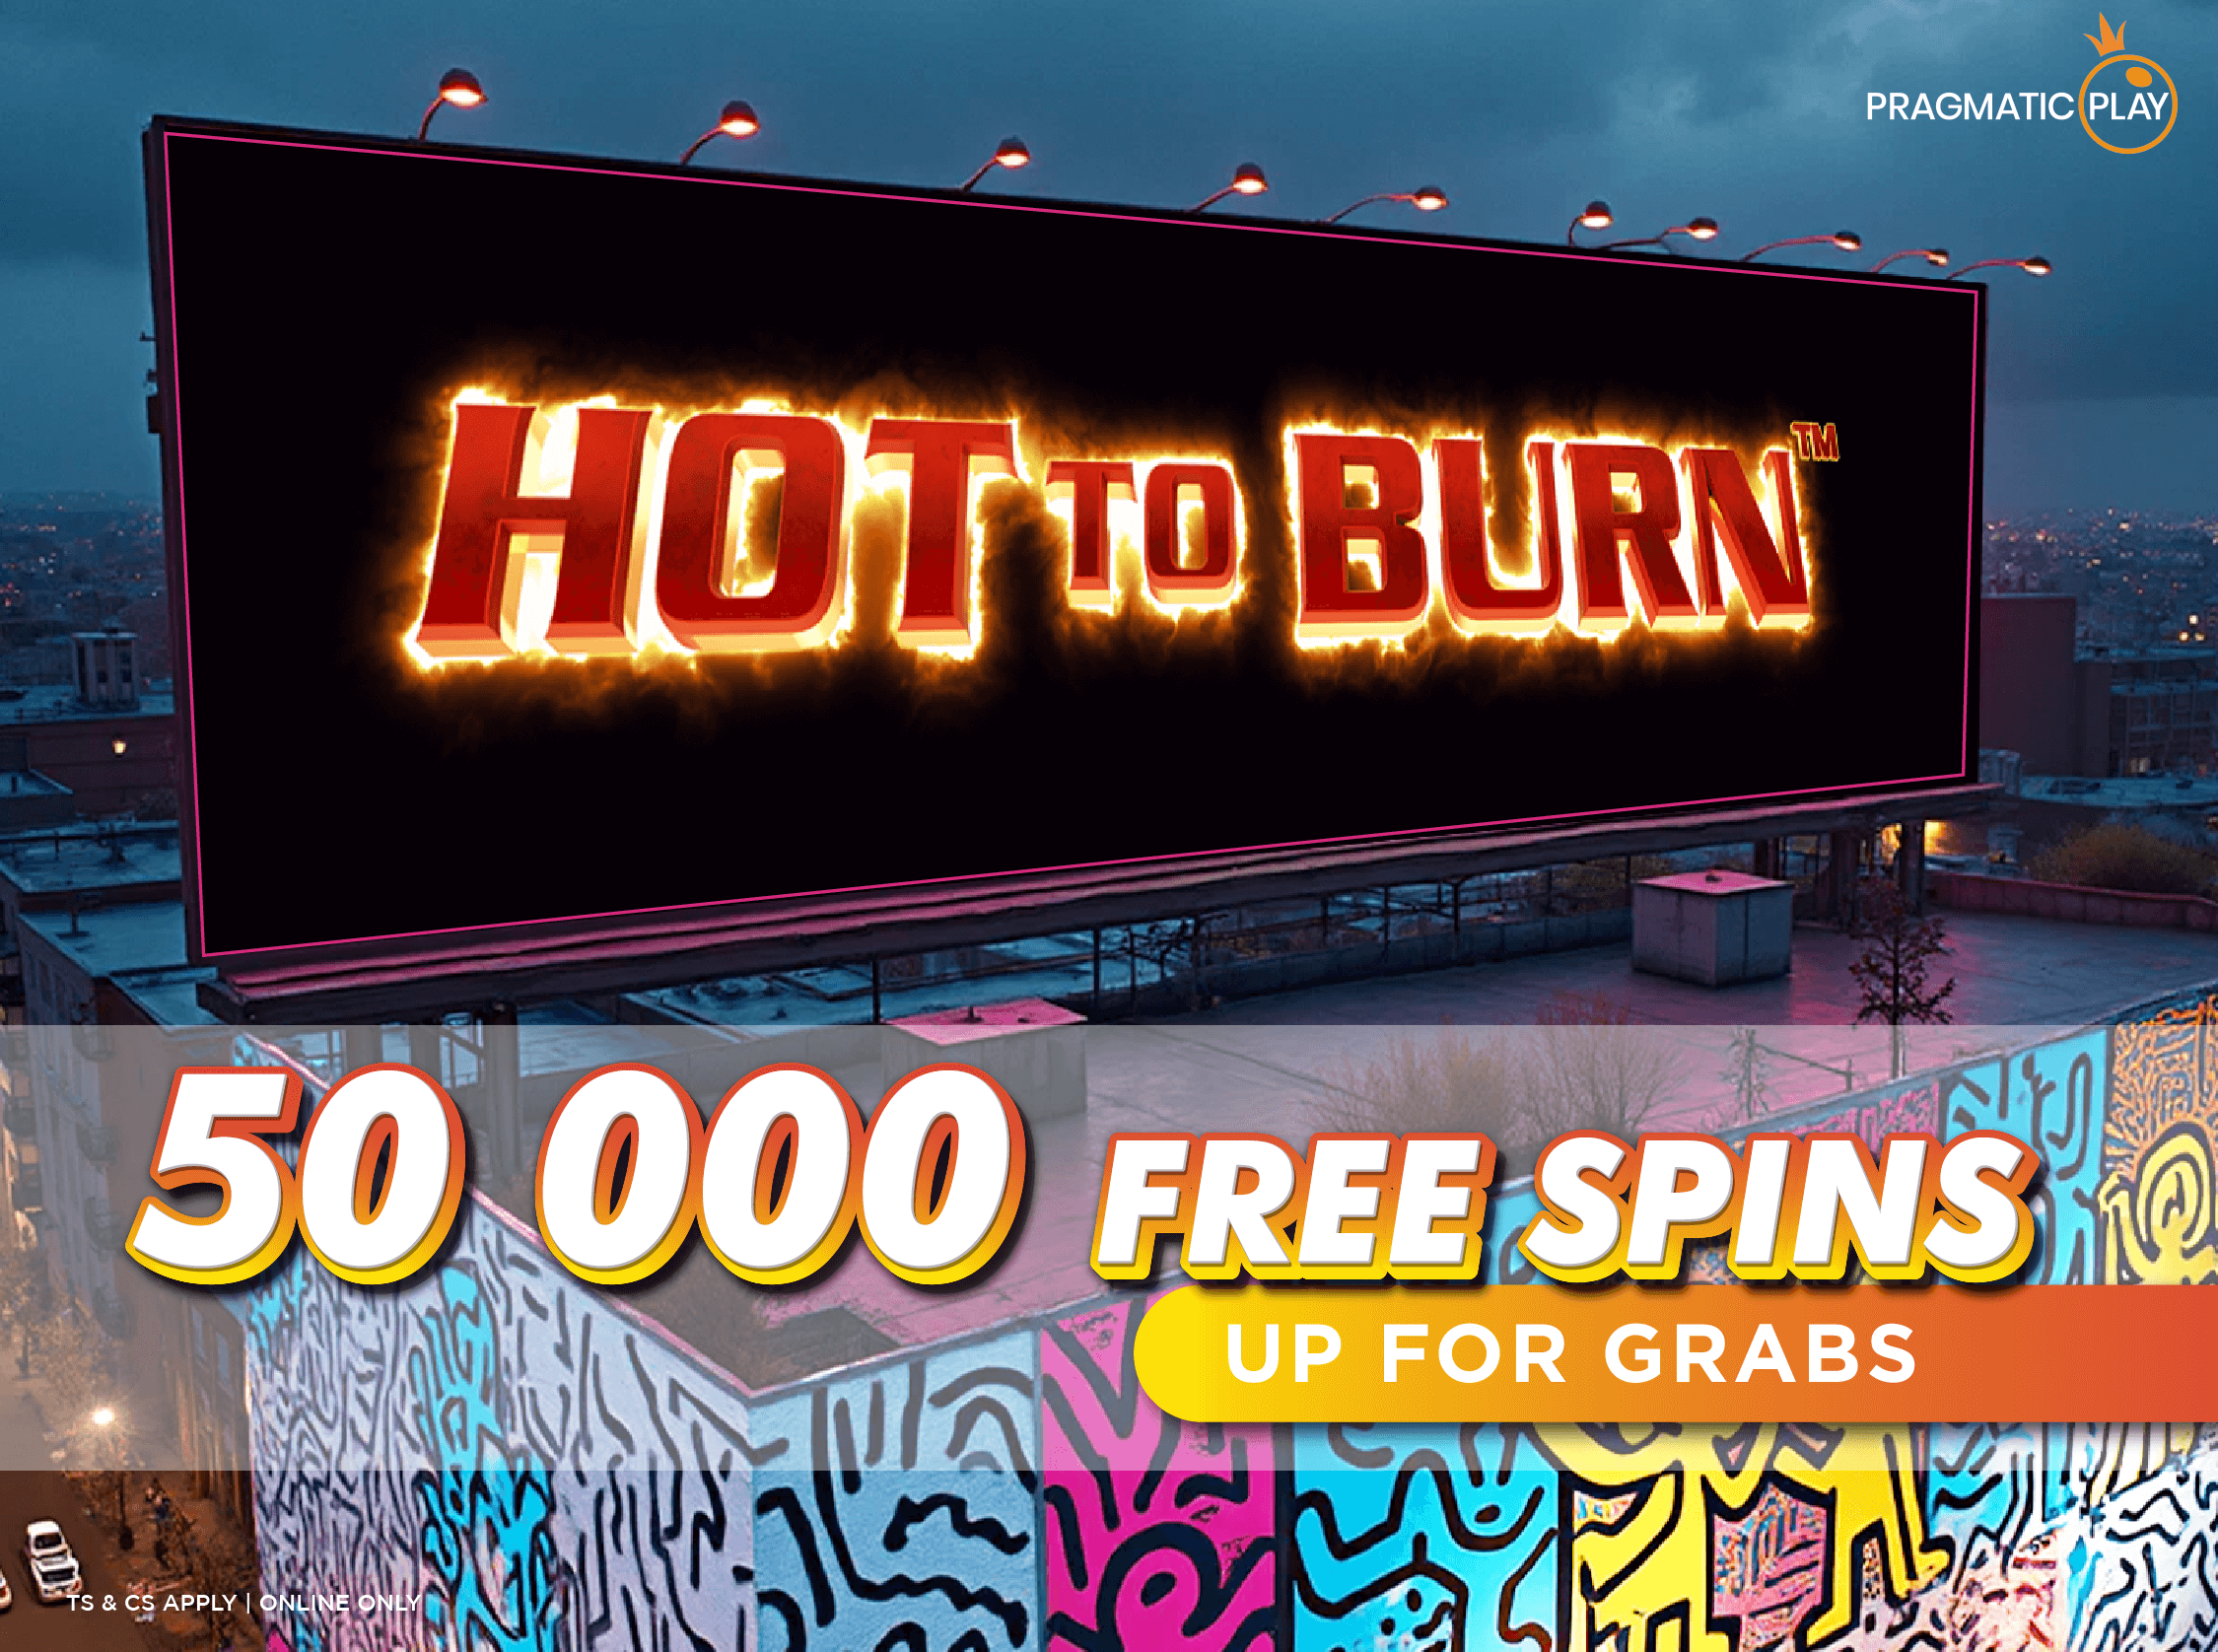 PRAGMATIC PLAY
HOT TO BURN™
50 000 FREE SPINS
UP FOR GRABS
TS & CS APPLY | ONLINE ONLY